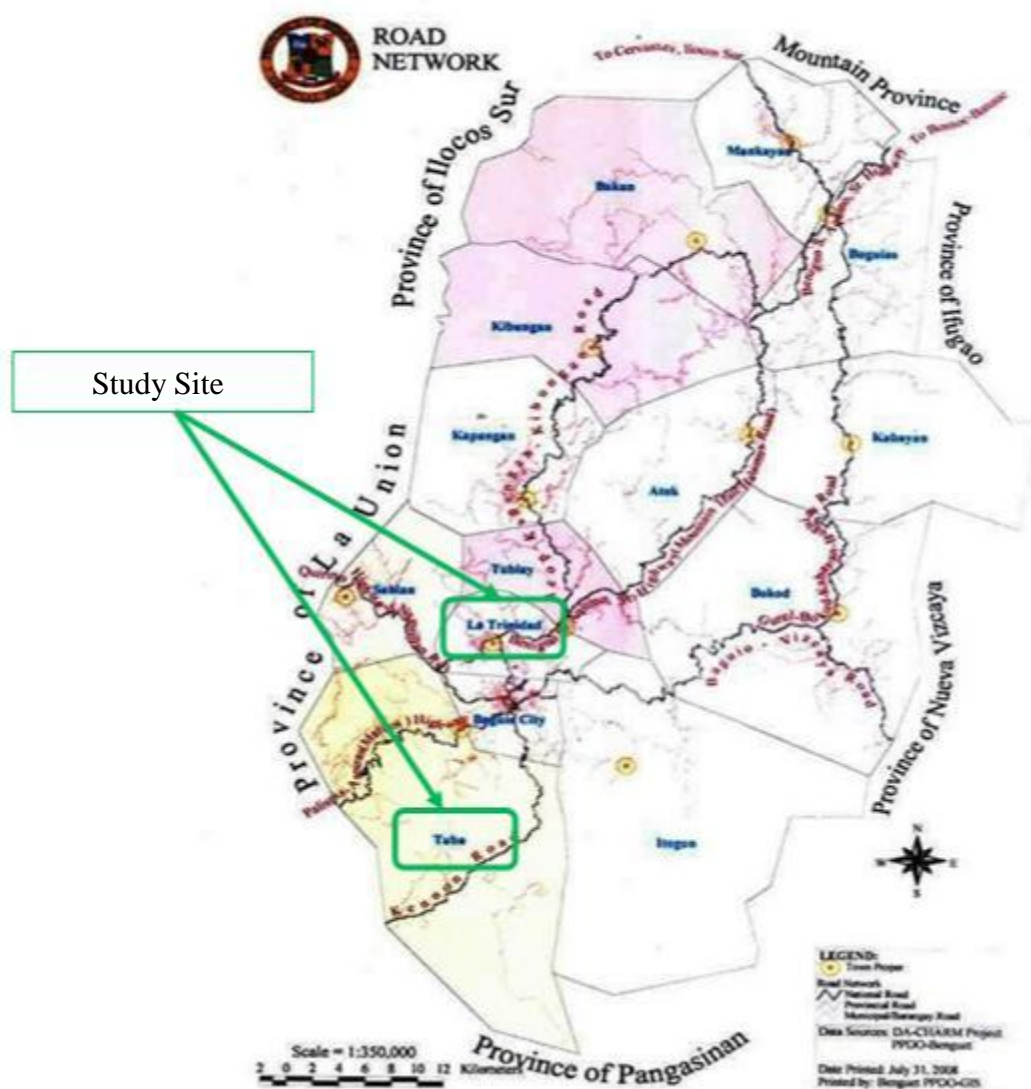 ROAD
NETWORK
To Cervantes, Ilocos Sur
Mountain Province
Province of Ilocos Sur
Mankayan
Bakun
Province of Ifugao
Buguias
Kibungan
Study Site
Kapangan
Kabayan
Atok
Province of La Union
Tublay
Sablan
La Trinidad
Bokod
Baguio - Vizcaya Road
Province of Nueva Vizcaya
Baguio City
Tuba
Itogon
Kennon Road
N
W E
S
LEGEND:
Town Proper
Road Network
National Road
Provincial Road
Municipal/Barangay Road
Data Sources: DA-CHARM Project
PPDO-Benguet
Scale = 1:350,000
2 0 2 4 6 8 10 12 Kilometers
Province of Pangasinan
Date Printed: July 31, 2008
Printed by: Benguet PPDO-GIS